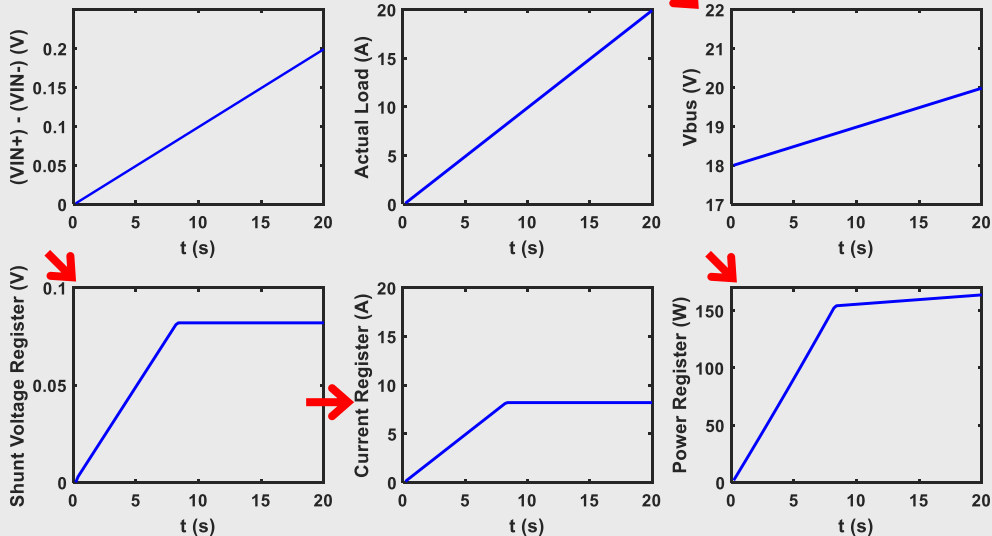 (VIN+) - (VIN-) (V)
0.2
0.15
0.1
0.05
0
0 5 10 15 20
t (s)
Actual Load (A)
20
15
10
5
0
0 5 10 15 20
t (s)
Vbus (V)
22
21
20
19
18
17
0 5 10 15 20
t (s)
Shunt Voltage Register (V)
0.1
0.05
0
0 5 10 15 20
t (s)
Current Register (A)
20
15
10
5
0
0 5 10 15 20
t (s)
Power Register (W)
150
100
50
0
0 5 10 15 20
t (s)